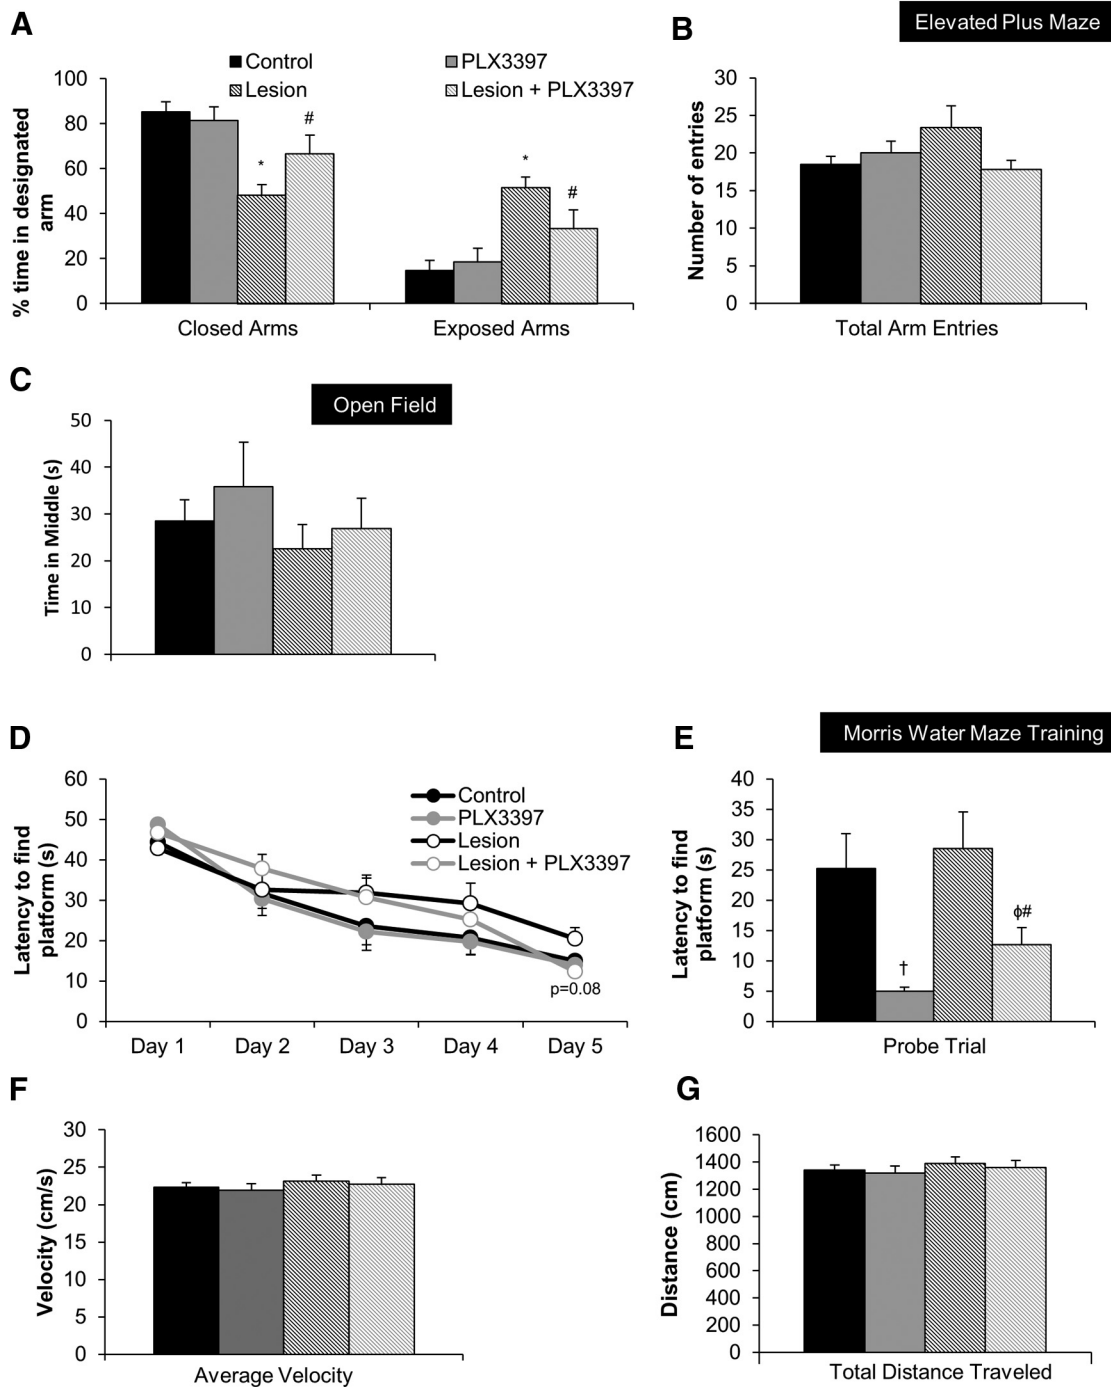 A
B
Elevated Plus Maze
Control
PLX3397
Lesion
Lesion + PLX3397
% time in designated
arm
100
80
60
40
20
0
*
#
*
#
Closed Arms
Exposed Arms
Number of entries
30
25
20
15
10
5
0
Total Arm Entries
C
Open Field
Time in Middle (s)
50
40
30
20
10
0
D
E
Morris Water Maze Training
Latency to find
platform (s)
60
50
40
30
20
10
0
Control
PLX3397
Lesion
Lesion + PLX3397
p=0.08
Day 1
Day 2
Day 3
Day 4
Day 5
Latency to find
platform (s)
40
35
30
25
20
15
10
5
0
†
ϕ#
Probe Trial
F
G
Velocity (cm/s)
30
25
20
15
10
5
0
Average Velocity
Distance (cm)
1600
1400
1200
1000
800
600
400
200
0
Total Distance Traveled